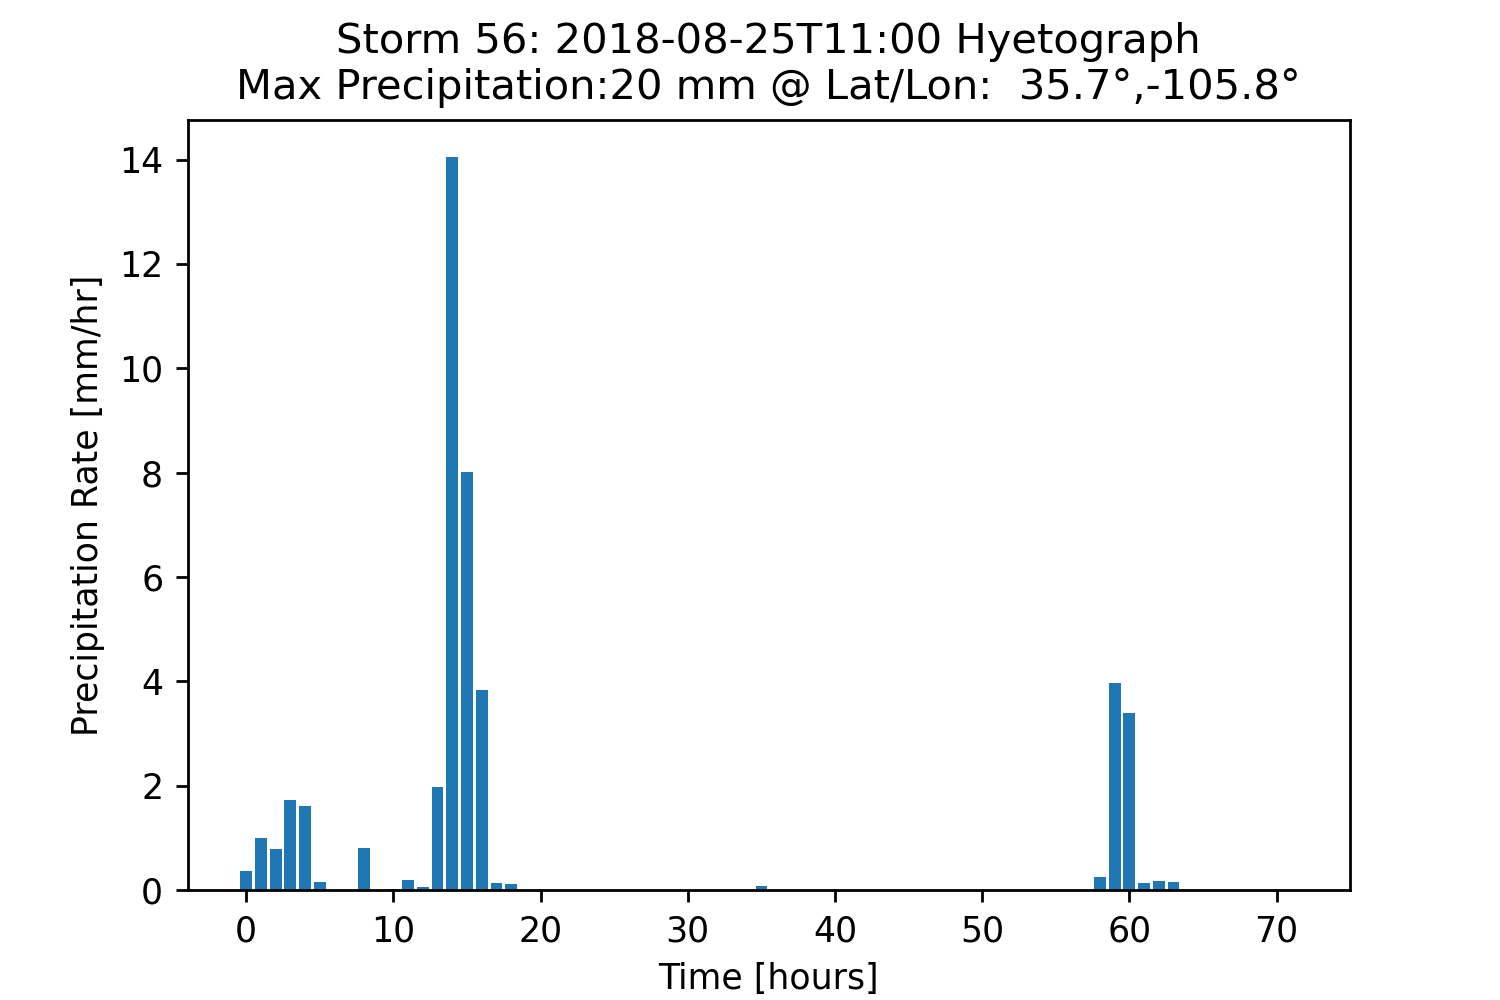 Storm 56: 2018-08-25T11:00 Hyetograph
Max Precipitation:20 mm @ Lat/Lon:  35.7°,-105.8°
14
12
10
8
6
4
2
0
Precipitation Rate [mm/hr]
0 10 20 30 40 50 60 70
Time [hours]